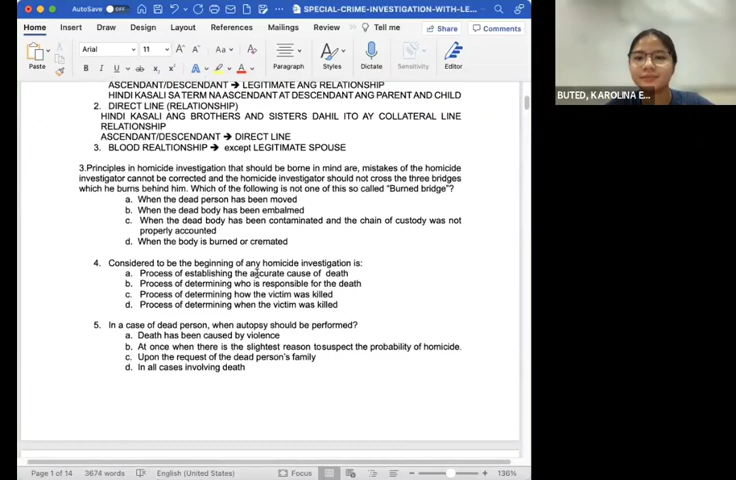 AutoSave OFF SPECIAL-CRIME-INVESTIGATION-WITH-LE...
Home Insert Draw Design Layout References Mailings Review Tell me Share Comments
Arial 11 Aa
Paste B I U ab x x A A Paragraph Styles Dictate Sensitivity Editor
ASCENDANT/DESCENDANT → LEGITIMATE ANG RELATIONSHIP
HINDI KASALI SA TERM NA ASCENDANT AT DESCENDANT ANG PARENT AND CHILD
2. DIRECT LINE (RELATIONSHIP)
HINDI KASALI ANG BROTHERS AND SISTERS DAHIL ITO AY COLLATERAL LINE
RELATIONSHIP
ASCENDANT/DESCENDANT → DIRECT LINE
3. BLOOD REALTIONSHIP → except LEGITIMATE SPOUSE
3.Principles in homicide investigation that should be borne in mind are, mistakes of the homicide
investigator cannot be corrected and the homicide investigator should not cross the three bridges
which he burns behind him. Which of the following is not one of this so called "Burned bridge"?
a. When the dead person has been moved
b. When the dead body has been embalmed
c. When the dead body has been contaminated and the chain of custody was not
properly accounted
d. When the body is burned or cremated
4. Considered to be the beginning of any homicide investigation is:
a. Process of establishing the accurate cause of death
b. Process of determining who is responsible for the death
c. Process of determining how the victim was killed
d. Process of determining when the victim was killed
5. In a case of dead person, when autopsy should be performed?
a. Death has been caused by violence
b. At once when there is the slightest reason tosuspect the probability of homicide.
c. Upon the request of the dead person's family
d. In all cases involving death
Page 1 of 14 3674 words English (United States) Focus 136%
BUTED, KAROLINA E...